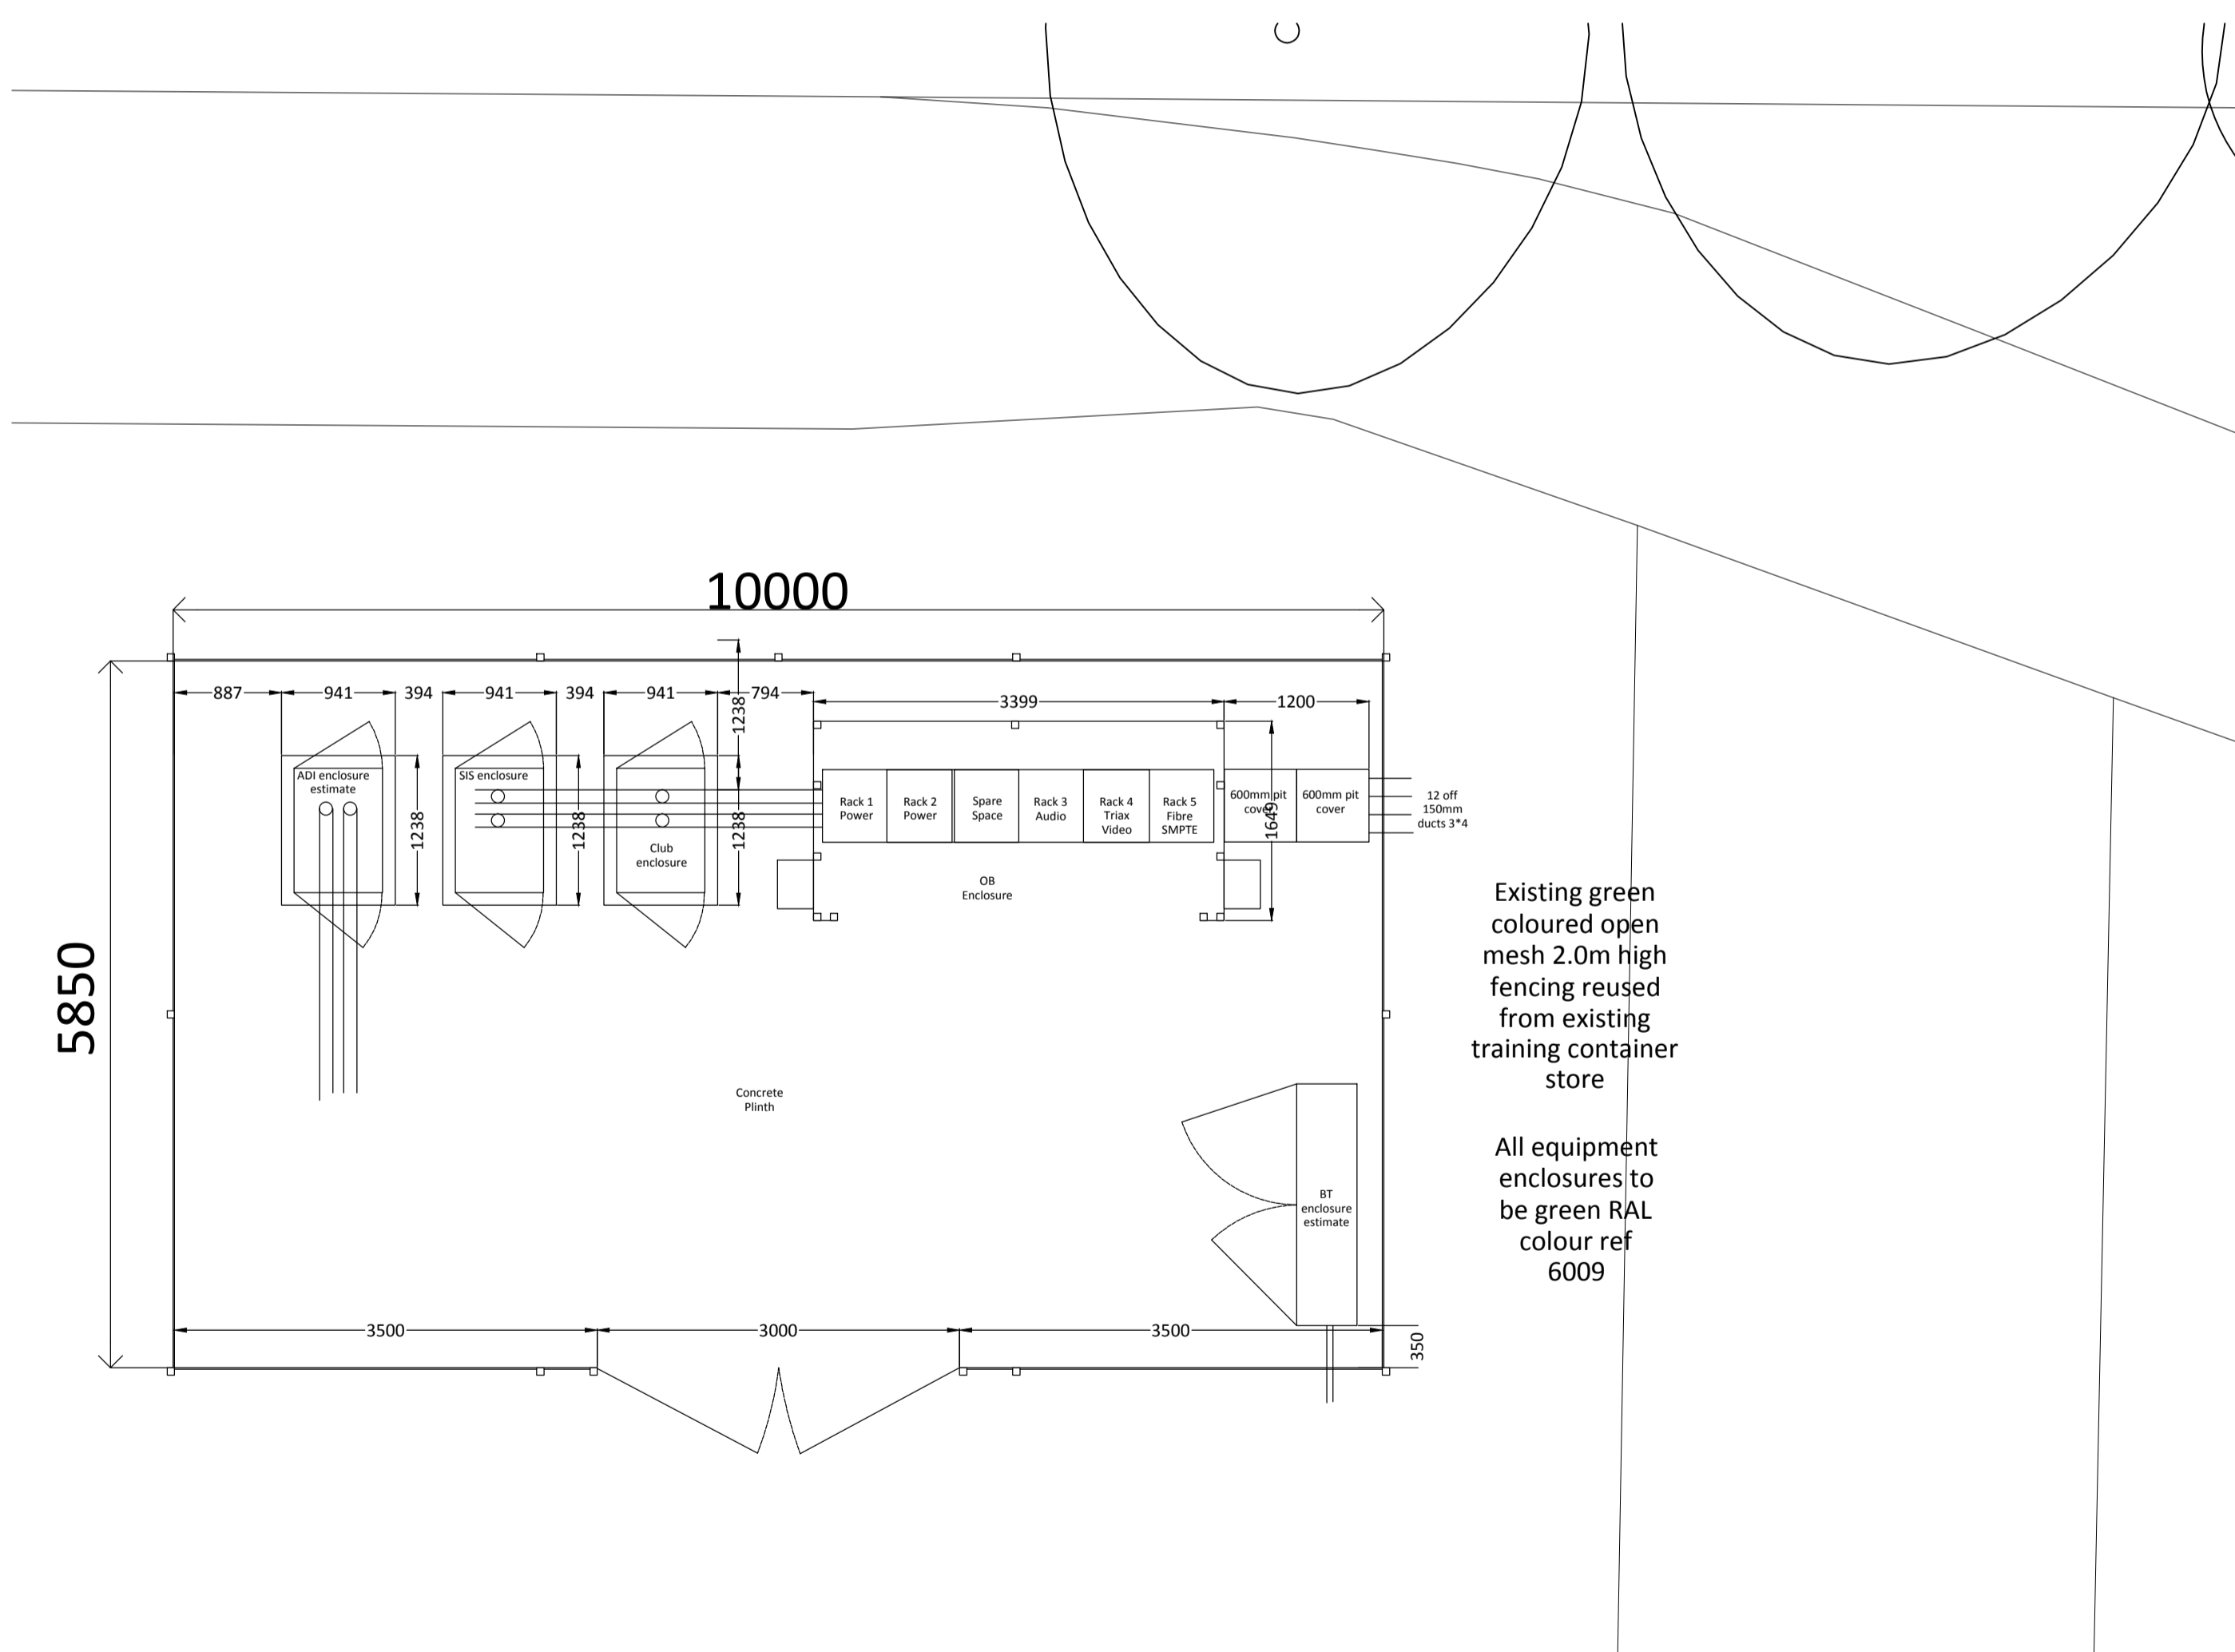 10000
5850
887
941
394
941
394
941
794
1238
3399
1200
ADI enclosure
estimate
SIS enclosure
Club
enclosure
1238
1238
1238
Rack 1
Power
Rack 2
Power
Spare
Space
Rack 3
Audio
Rack 4
Triax
Video
Rack 5
Fibre
SMPTE
600mm pit
cover
1649
600mm pit
cover
12 off
150mm
ducts 3*4
OB
Enclosure
Existing green
coloured open
mesh 2.0m high
fencing reused
from existing
training container
store
Concrete
Plinth
All equipment
enclosures to
be green RAL
colour ref
6009
BT
enclosure
estimate
3500
3000
3500
350